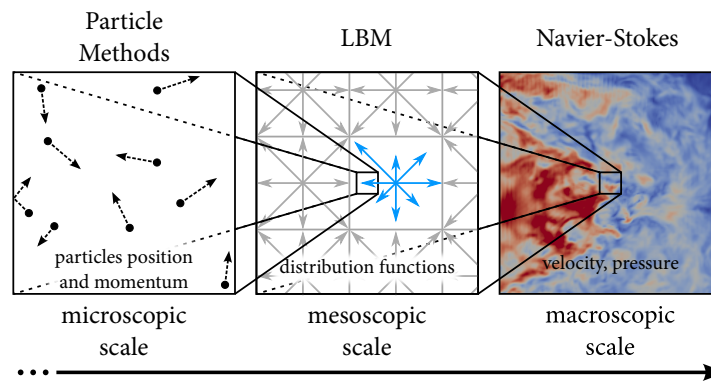 Particle
Methods
LBM
Navier-Stokes
particles position
and momentum
distribution functions
velocity, pressure
microscopic
scale
mesoscopic
scale
macroscopic
scale